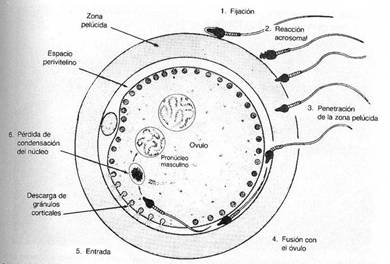 Zona
pelúcida
1. Fijación
2. Reacción
acrosomal
Espacio
perivitelino
3. Penetración
de la zona pelúcida
6. Pérdida de
condensación
del núcleo
Ovulo
Pronúcleo
masculino
Descarga de
gránulos
corticales
4. Fusión con
el óvulo
5. Entrada